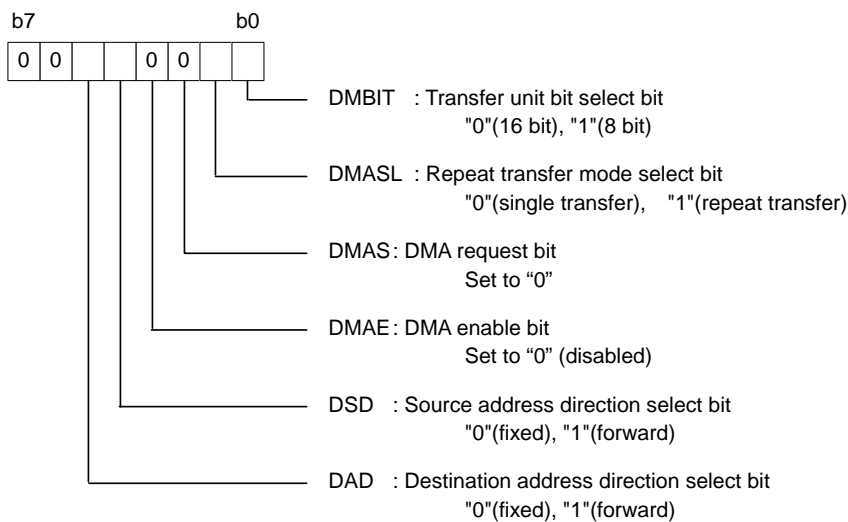 b7 b0
0 0 0 0
DMBIT : Transfer unit bit select bit
"0"(16 bit), "1"(8 bit)
DMASL : Repeat transfer mode select bit
"0"(single transfer), "1"(repeat transfer)
DMAS : DMA request bit
Set to “0”
DMAE : DMA enable bit
Set to “0” (disabled)
DSD : Source address direction select bit
"0"(fixed), "1"(forward)
DAD : Destination address direction select bit
"0"(fixed), "1"(forward)